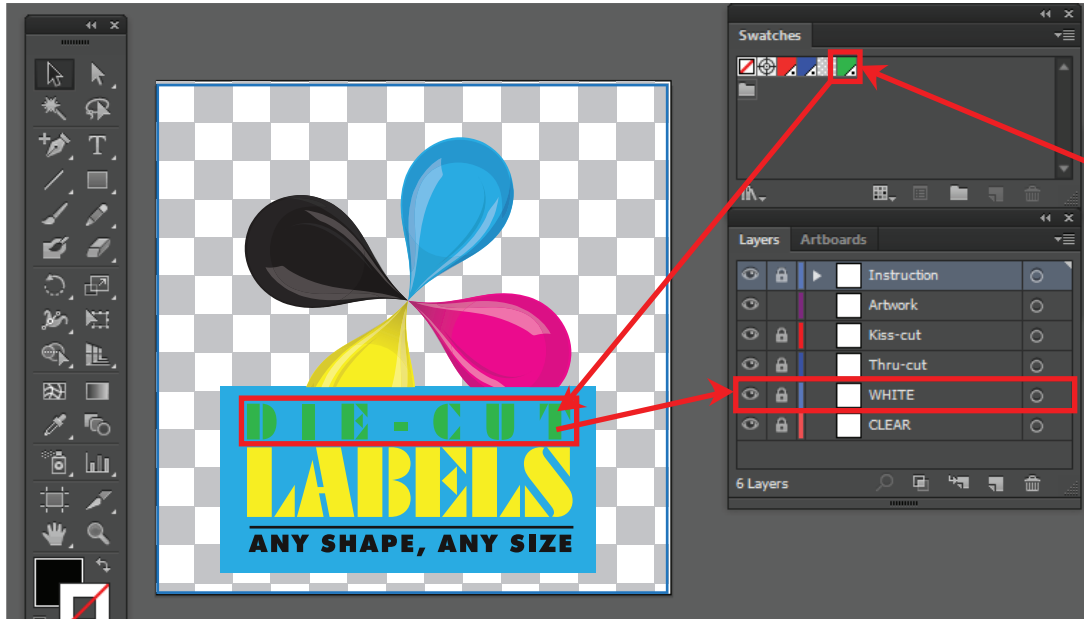 Swatches
Layers Artboards
Instruction
Artwork
Kiss-cut
Thru-cut
WHITE
CLEAR
6 Layers
T
DIE-CUT
LABELS
ANY SHAPE, ANY SIZE